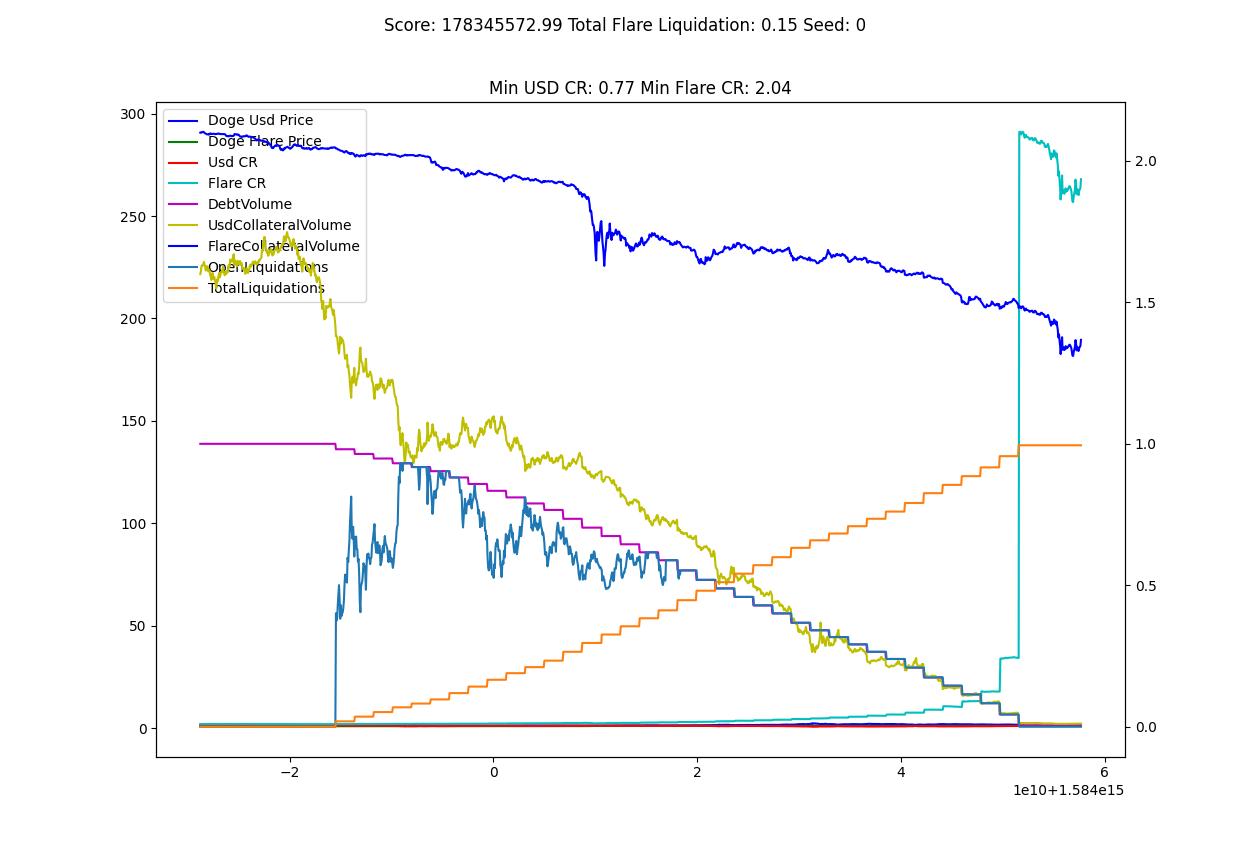 Score: 178345572.99 Total Flare Liquidation: 0.15 Seed: 0
Min USD CR: 0.77 Min Flare CR: 2.04
Doge Usd Price
Doge Flare Price
Usd CR
Flare CR
DebtVolume
UsdCollateralVolume
FlareCollateralVolume
OpenLiquidations
TotalLiquidations
300
250
200
150
100
50
0
2.0
1.5
1.0
0.5
0.0
−2
0
2
4
6
1e10+1.584e15